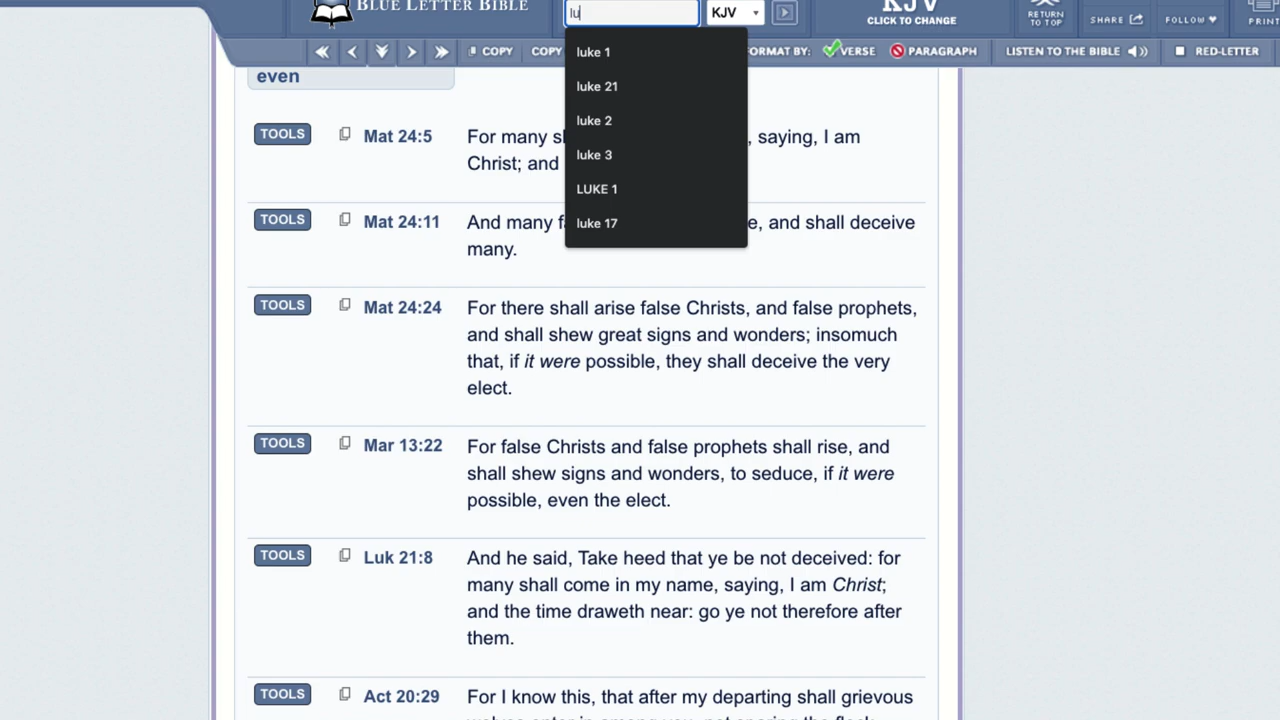 BLUE LETTER BIBLE
lu
KJV
KJV
CLICK TO CHANGE
RETURN
TO TOP
SHARE
FOLLOW
PRINT
COPY
COPY
FORMAT BY:
VERSE
PARAGRAPH
LISTEN TO THE BIBLE
RED-LETTER
luke 1
luke 21
luke 2
luke 3
LUKE 1
luke 17
even
TOOLS
Mat 24:5
For many , saying, I am
Christ; and
TOOLS
Mat 24:11
And many e, and shall deceive
many.
TOOLS
Mat 24:24
For there shall arise false Christs, and false prophets,
and shall shew great signs and wonders; insomuch
that, if it were possible, they shall deceive the very
elect.
TOOLS
Mar 13:22
For false Christs and false prophets shall rise, and
shall shew signs and wonders, to seduce, if it were
possible, even the elect.
TOOLS
Luk 21:8
And he said, Take heed that ye be not deceived: for
many shall come in my name, saying, I am Christ;
and the time draweth near: go ye not therefore after
them.
TOOLS
Act 20:29
For I know this, that after my departing shall grievous